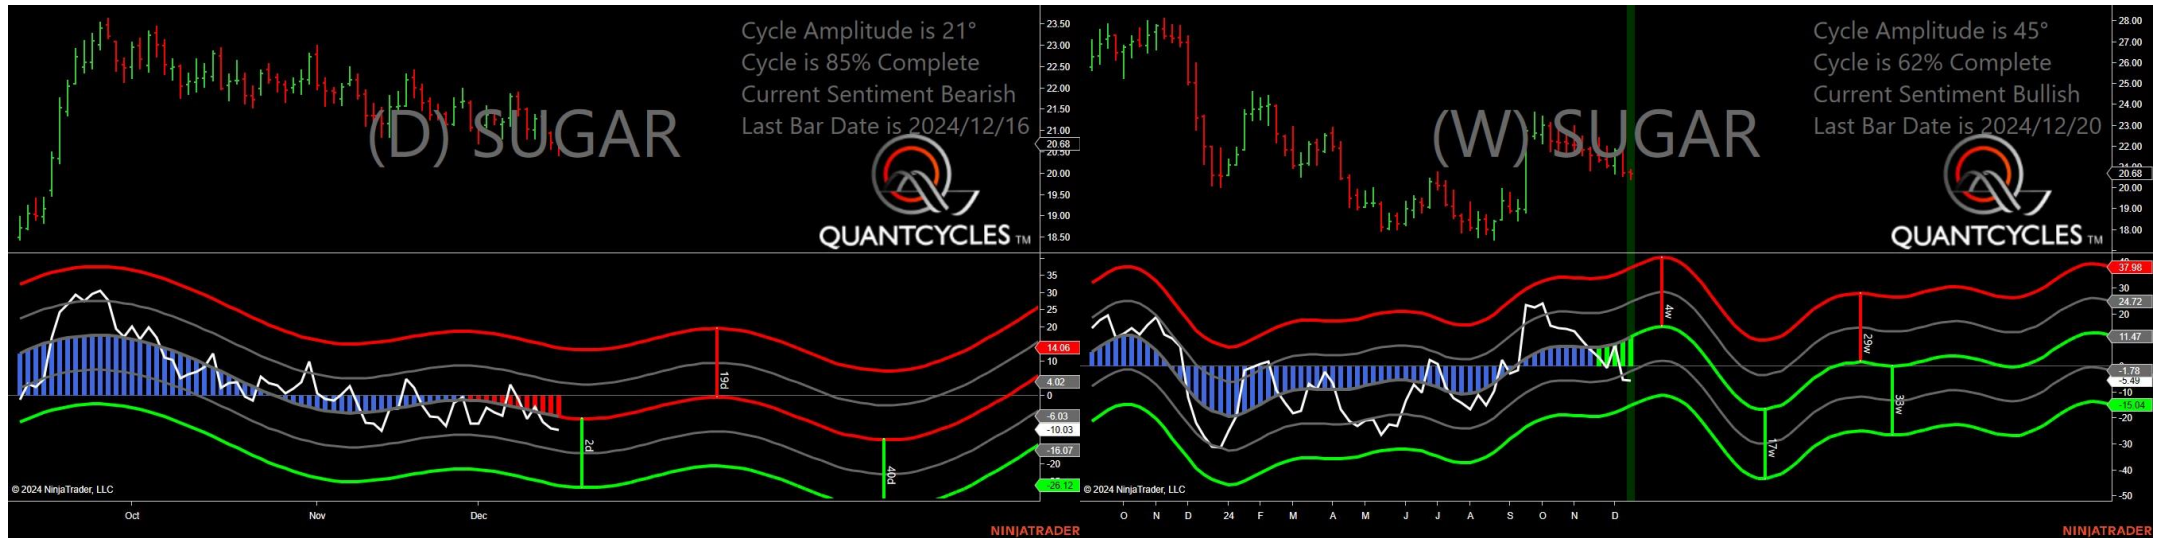 Cycle Amplitude is 21°
Cycle is 85% Complete
Current Sentiment Bearish
Last Bar Date is 2024/12/16
(D) SUGAR
QUANTCYCLES TM
23.50
23.00
22.50
22.00
21.50
21.00
20.68
20.50
20.00
19.50
19.00
18.50
35
30
25
20
14.06
10
4.02
0
-6.03
-10.03
-16.07
-20
-26.12
19d
2d
40d
© 2024 NinjaTrader, LLC
Oct Nov Dec
NINJATRADER
Cycle Amplitude is 45°
Cycle is 62% Complete
Current Sentiment Bullish
Last Bar Date is 2024/12/20
(W) SUGAR
QUANTCYCLES TM
28.00
27.00
26.00
25.00
24.00
23.00
22.00
21.00
20.68
20.00
19.00
18.00
40
37.98
30
24.72
20
11.47
-1.78
-5.49
-10
-15.04
-20
-30
-40
-50
4w
29w
17w
33w
© 2024 NinjaTrader, LLC
O N D 24 F M A M J J A S O N D
NINJATRADER